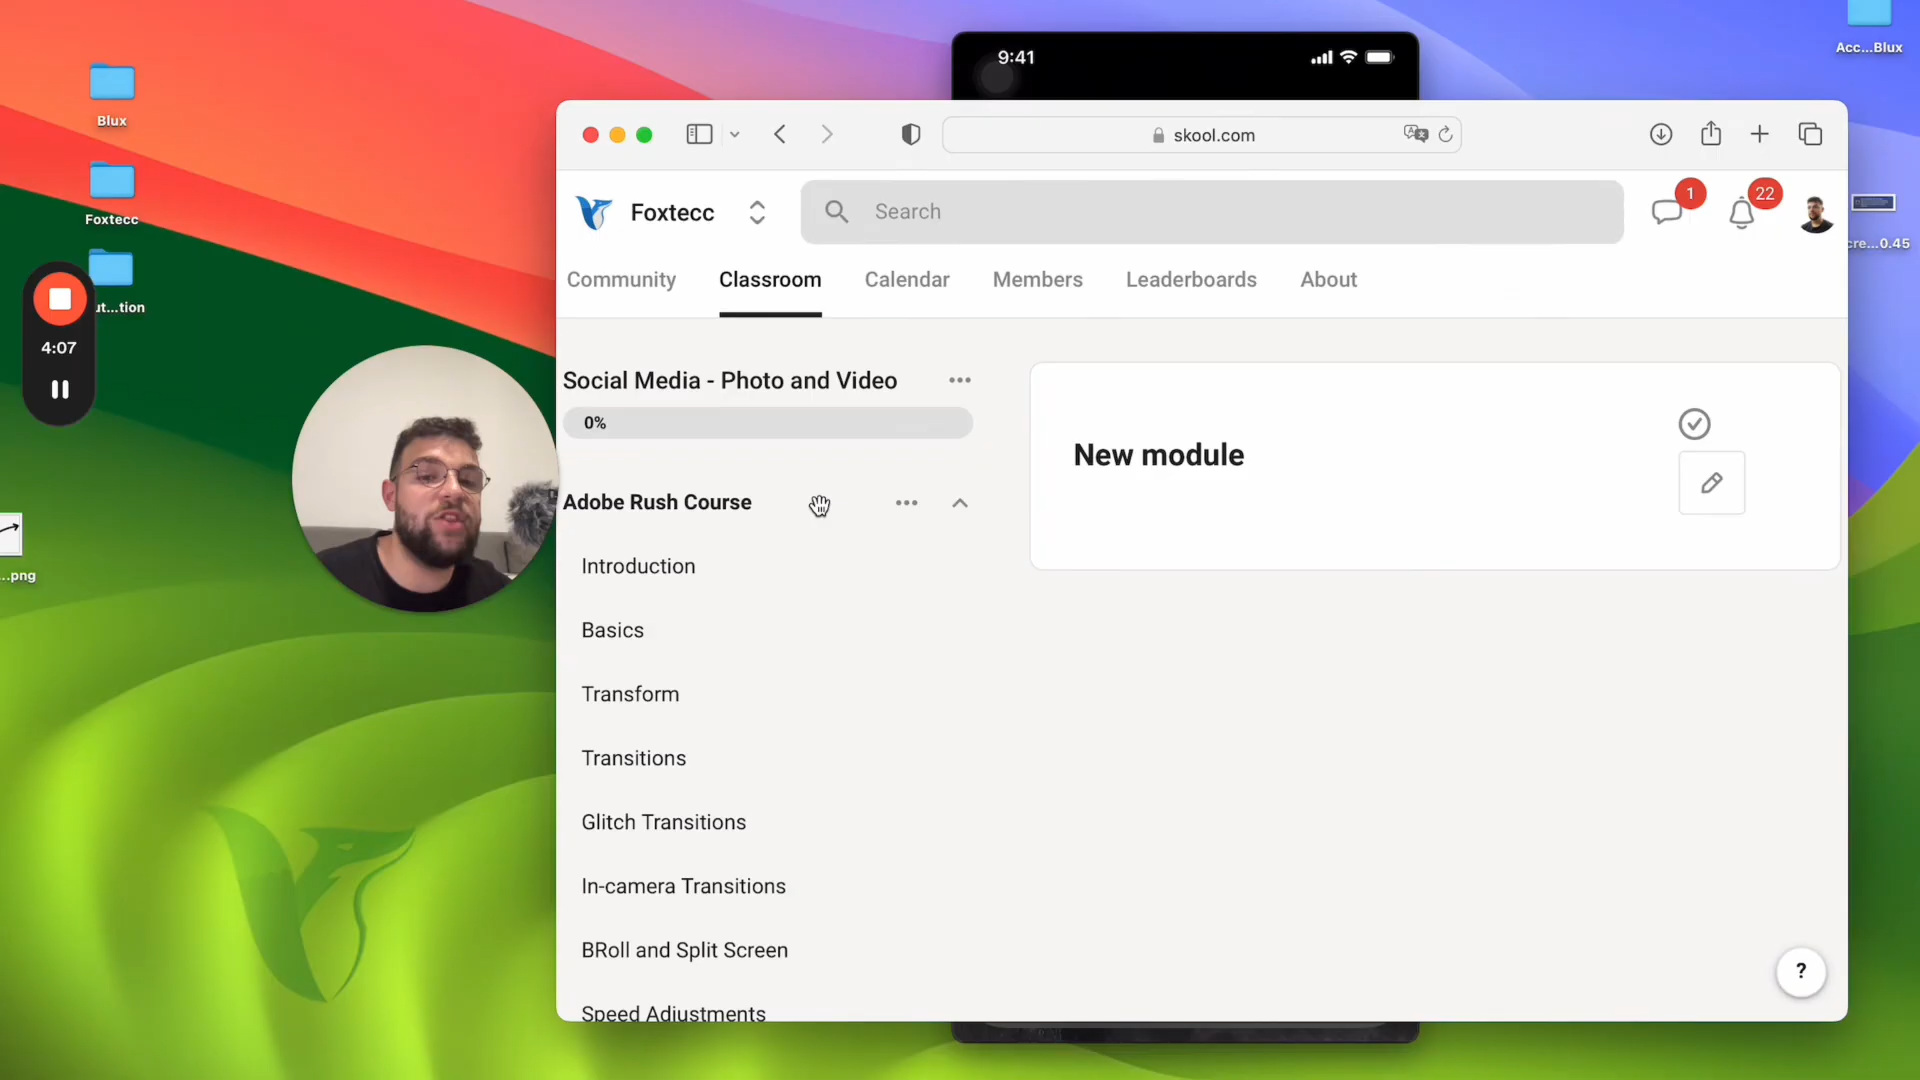 Acc...Blux
9:41
Blux
Foxtecc
ut...tion
4:07
...png
skool.com
Foxtecc
Search
1
22
cre...0.45
Community
Classroom
Calendar
Members
Leaderboards
About
Social Media - Photo and Video
0%
Adobe Rush Course
Introduction
Basics
Transform
Transitions
Glitch Transitions
In-camera Transitions
BRoll and Split Screen
Speed Adjustments
New module
?